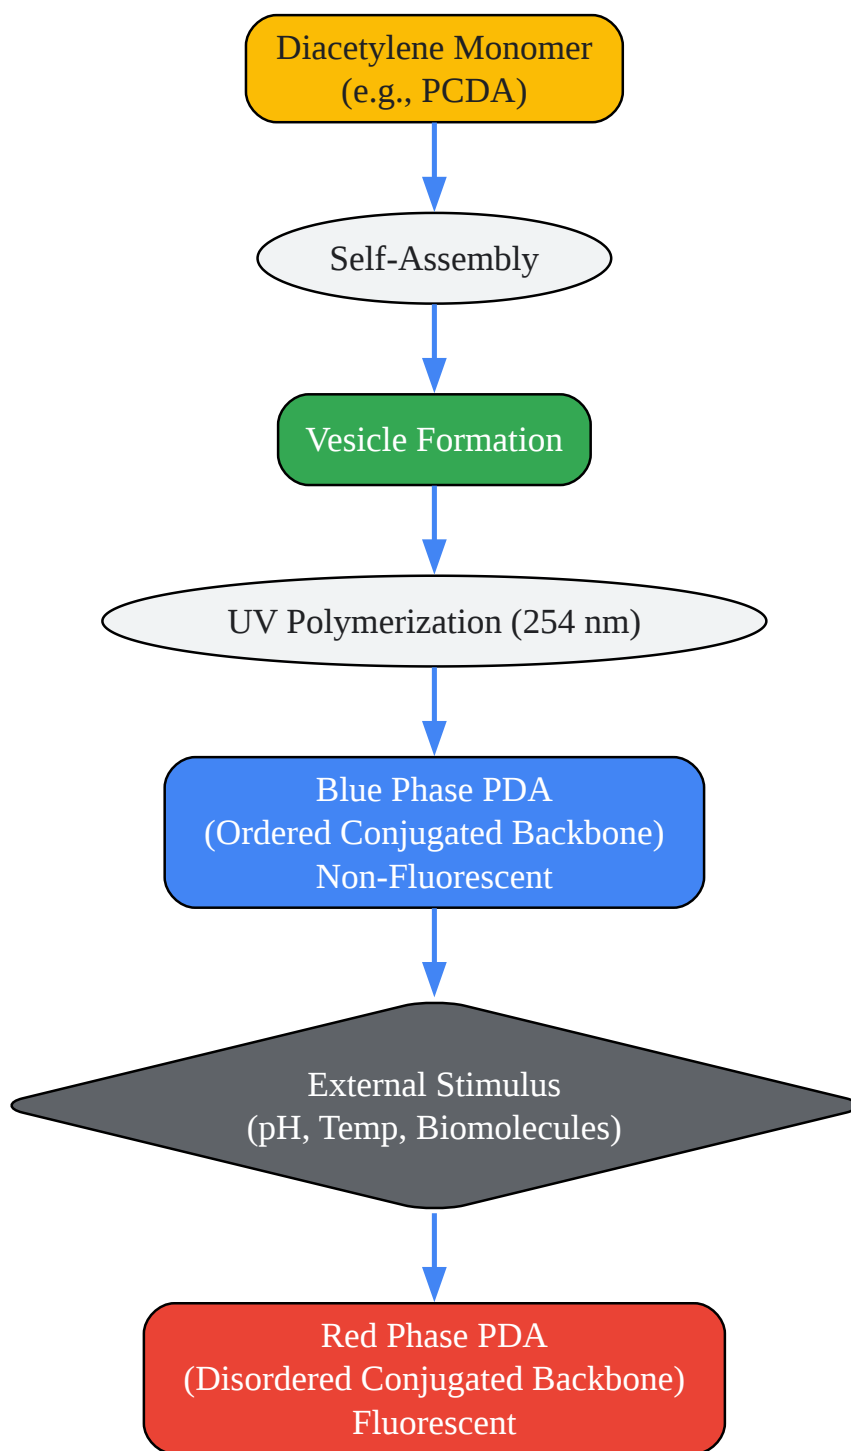 Diacetylene Monomer
(e.g., PCDA)
Self-Assembly
Vesicle Formation
UV Polymerization (254 nm)
Blue Phase PDA
(Ordered Conjugated Backbone)
Non-Fluorescent
External Stimulus
(pH, Temp, Biomolecules)
Red Phase PDA
(Disordered Conjugated Backbone)
Fluorescent